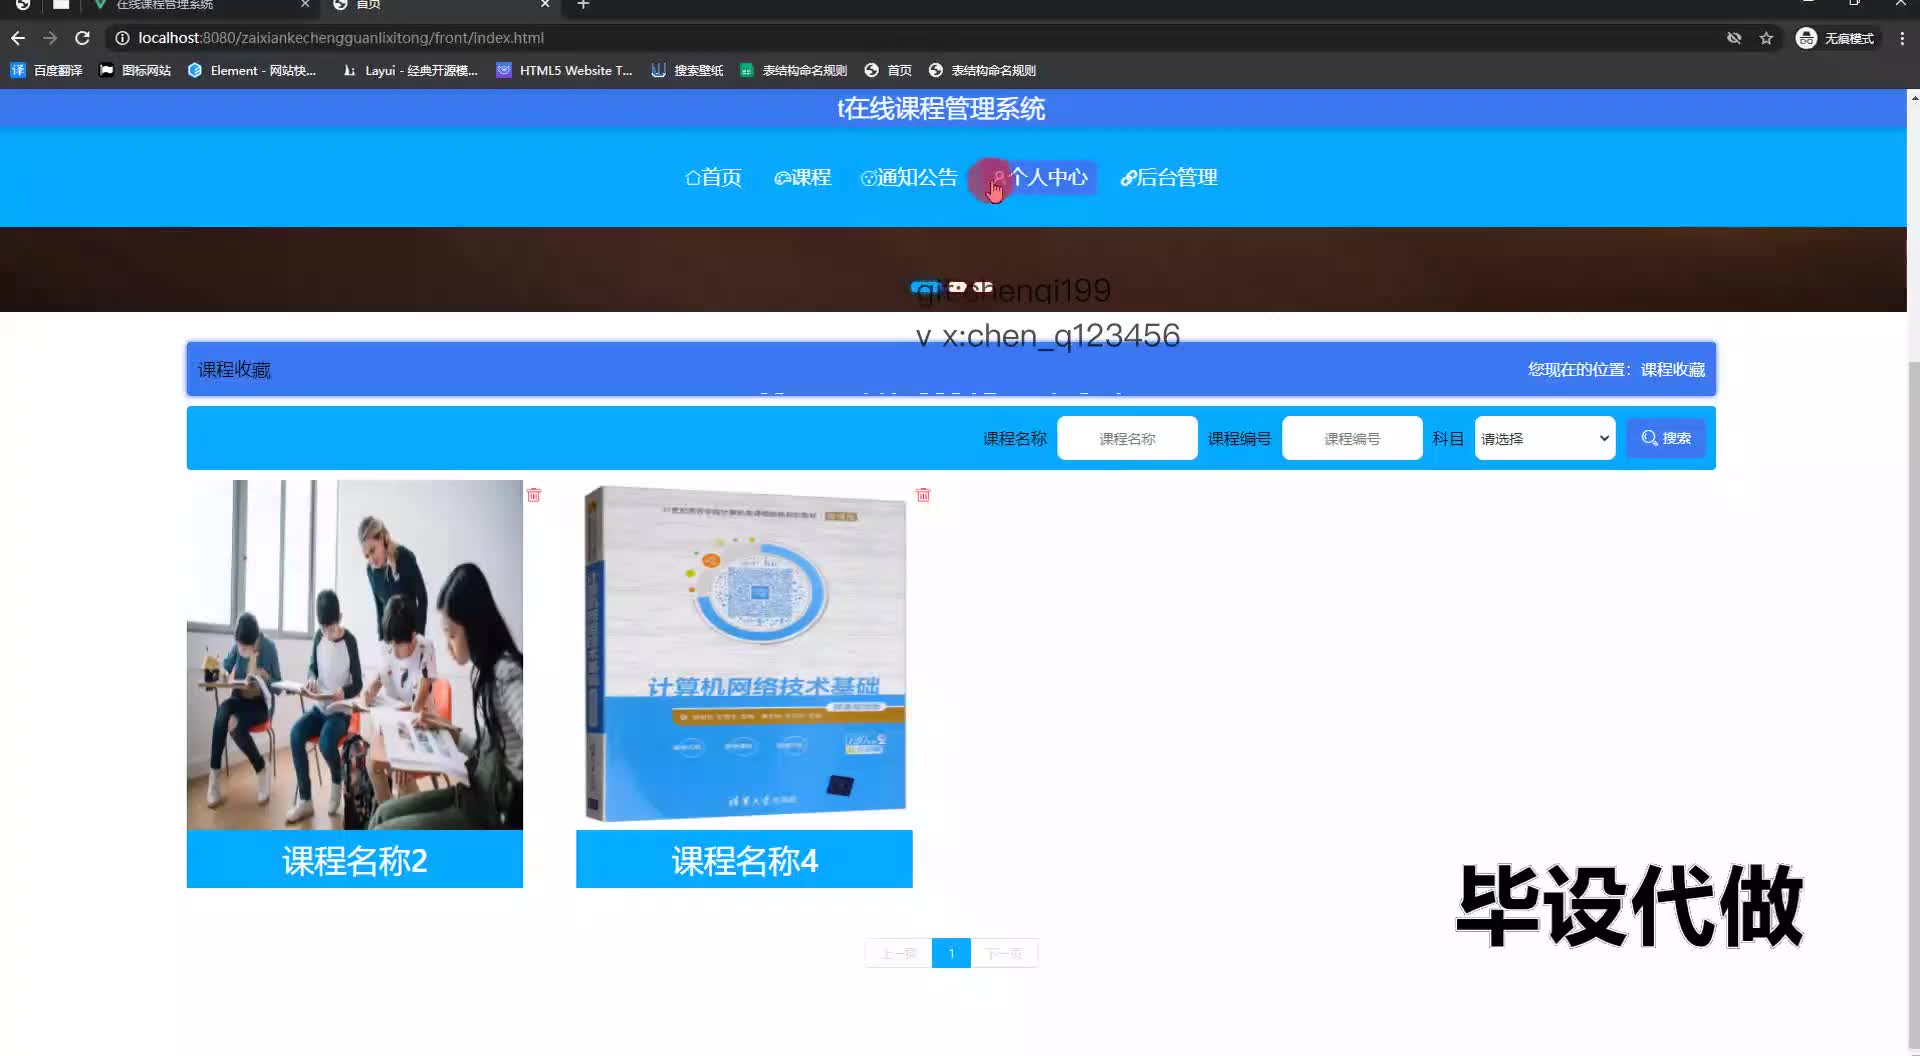 在线课程管理系统
首页
localhost:8080/zaixiankechengguanlixitong/front/index.html
无痕模式
百度翻译
图标网站
Element - 网站快...
Layui - 经典开源模...
HTML5 Website T...
搜索壁纸
表结构命名规则
首页
表结构命名规则
t在线课程管理系统
首页
课程
通知公告
个人中心
后台管理
v x:chen_q123456
课程收藏
您现在的位置：课程收藏
课程名称
课程名称
课程编号
课程编号
科目
请选择
搜索
计算机网络技术基础
课程名称2
课程名称4
上一页
1
下一页
毕设代做